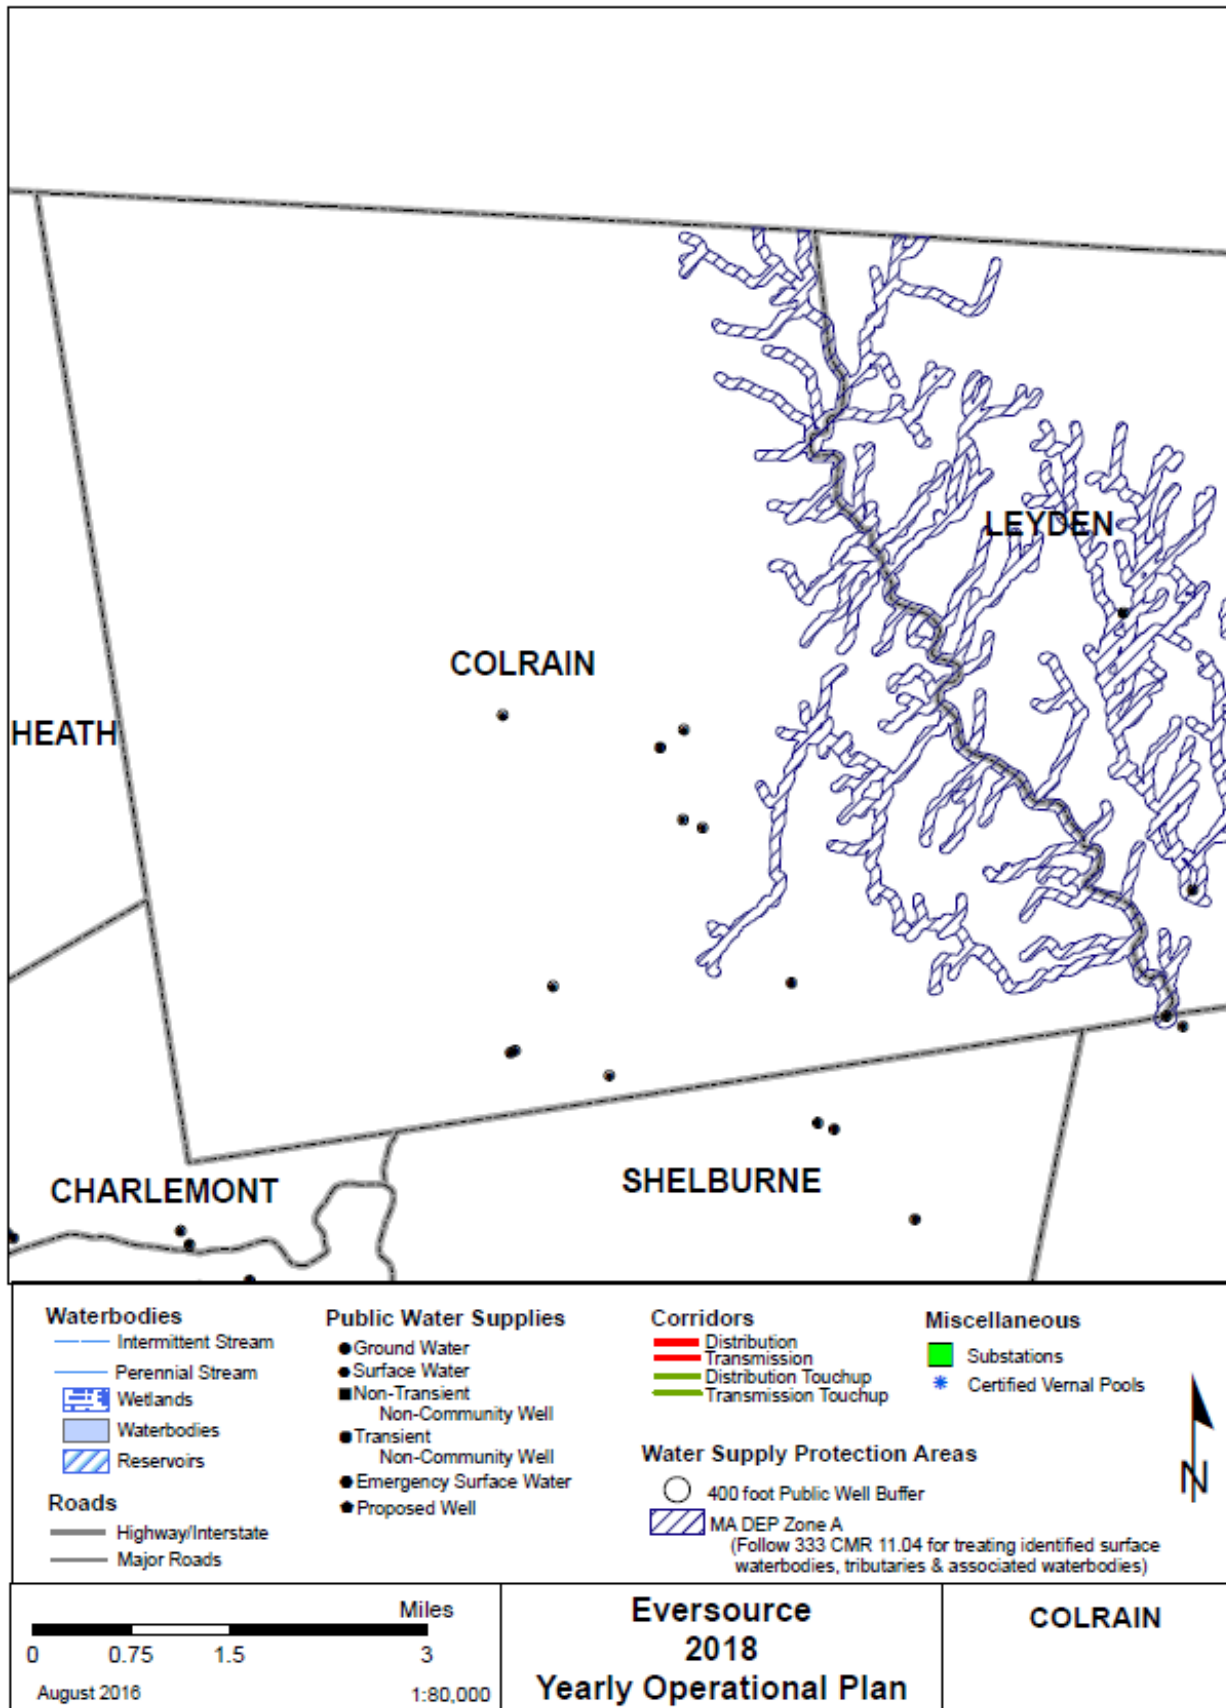 LEYDEN
COLRAIN
HEATH
CHARLEMONT
SHELBURNE
Waterbodies
Intermittent Stream
Perennial Stream
Wetlands
Waterbodies
Reservoirs
Roads
Highway/Interstate
Major Roads
Public Water Supplies
Ground Water
Surface Water
Non-Transient
Non-Community Well
Transient
Non-Community Well
Emergency Surface Water
Proposed Well
Corridors
Distribution
Transmission
Distribution Touchup
Transmission Touchup
Miscellaneous
Substations
Certified Vernal Pools
Water Supply Protection Areas
400 foot Public Well Buffer
MA DEP Zone A
(Follow 333 CMR 11.04 for treating identified surface
waterbodies, tributaries & associated waterbodies)
N
Miles
0 0.75 1.5 3
August 2016 1:80,000
Eversource
2018
Yearly Operational Plan
COLRAIN